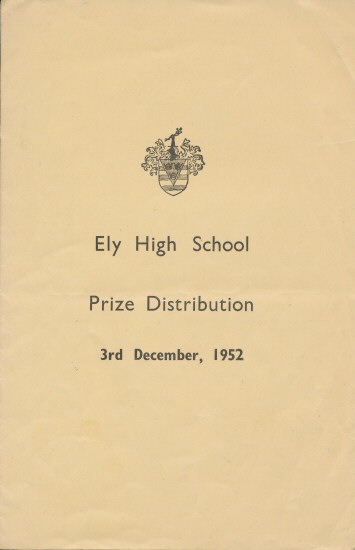 Ely High School
Prize Distribution
3rd December, 1952